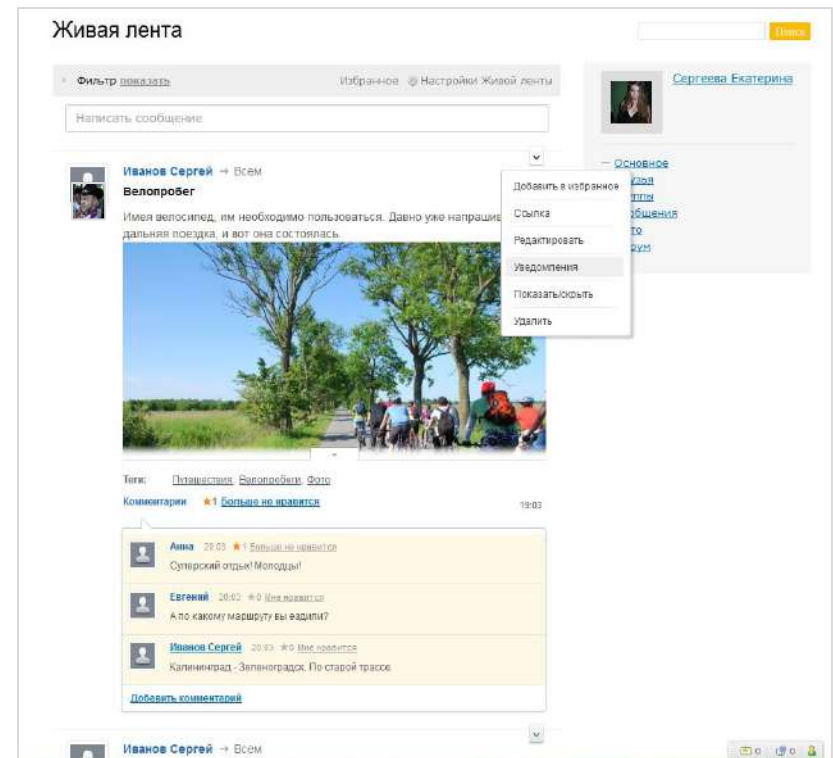 Живая лента
Поиск
Фильтр показать
Избранное
Настройки Живой ленты
Сергеева Екатерина
Написать сообщение
Основное
Иванов Сергей → Всем
Велопробег
Имея велосипед, им необходимо пользоваться. Давно уже напрашив
дальняя поездка, и вот она состоялась.
Добавить в избранное
Ссылка
Редактировать
Уведомления
Показать/скрыть
Удалить
Теги: Путешествия, Велопробеги, Фото
Комментарии ★1 Больше не нравится
19:03
Анна 20:03 ★1 Больше не нравится
Суперский отдых! Молодцы!
Евгений 20:03 ★0 Мне нравится
А по какому маршруту вы ездили?
Иванов Сергей 20:03 ★0 Мне нравится
Калининград - Зеленоградск. По старой трассе.
Добавить комментарий
Иванов Сергей → Всем
0 0